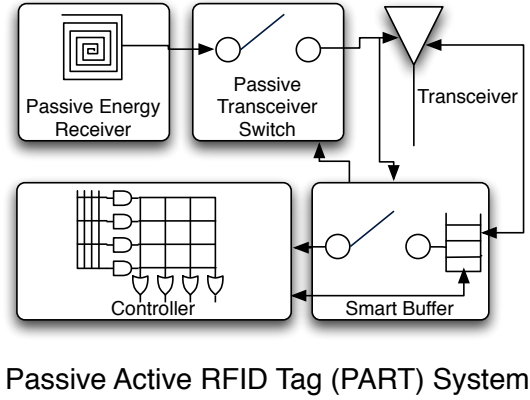 Passive Energy
Receiver
Passive
Transceiver
Switch
Transceiver
Controller
Smart Buffer
Passive Active RFID Tag (PART) System